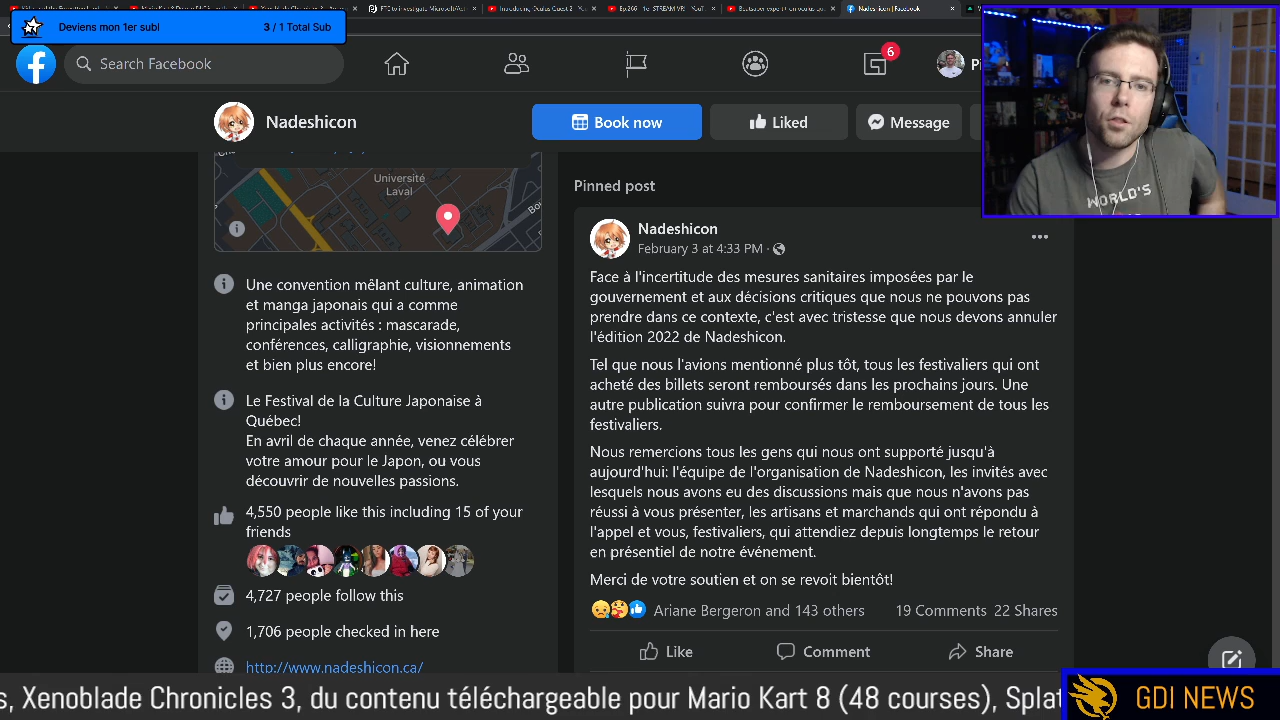 Introducing Oculus Quest 2
Nadeshicon | Facebook
Deviens mon 1er sub!
3 / 1 Total Sub
Search Facebook
6
Nadeshicon
Book now
Liked
Message
Université
Laval
Pinned post
Nadeshicon
February 3 at 4:33 PM ·
Face à l'incertitude des mesures sanitaires imposées par le
gouvernement et aux décisions critiques que nous ne pouvons pas
prendre dans ce contexte, c'est avec tristesse que nous devons annuler
l'édition 2022 de Nadeshicon.
Tel que nous l'avions mentionné plus tôt, tous les festivaliers qui ont
acheté des billets seront remboursés dans les prochains jours. Une
autre publication suivra pour confirmer le remboursement de tous les
festivaliers.
Nous remercions tous les gens qui nous ont supporté jusqu'à
aujourd'hui: l'équipe de l'organisation de Nadeshicon, les invités avec
lesquels nous avons eu des discussions mais que nous n'avons pas
réussi à vous présenter, les artisans et marchands qui ont répondu à
l'appel et vous, festivaliers, qui attendiez depuis longtemps le retour
en présentiel de notre événement.
Merci de votre soutien et on se revoit bientôt!
Ariane Bergeron and 143 others
19 Comments 22 Shares
Like
Comment
Share
Une convention mêlant culture, animation
et manga japonais qui a comme
principales activités : mascarade,
conférences, calligraphie, visionnements
et bien plus encore!
Le Festival de la Culture Japonaise à
Québec!
En avril de chaque année, venez célébrer
votre amour pour le Japon, ou vous
découvrir de nouvelles passions.
4,550 people like this including 15 of your
friends
4,727 people follow this
1,706 people checked in here
http://www.nadeshicon.ca/
WORLD'S
s, Xenoblade Chronicles 3, du contenu téléchargeable pour Mario Kart 8 (48 courses), Splat
GDI NEWS